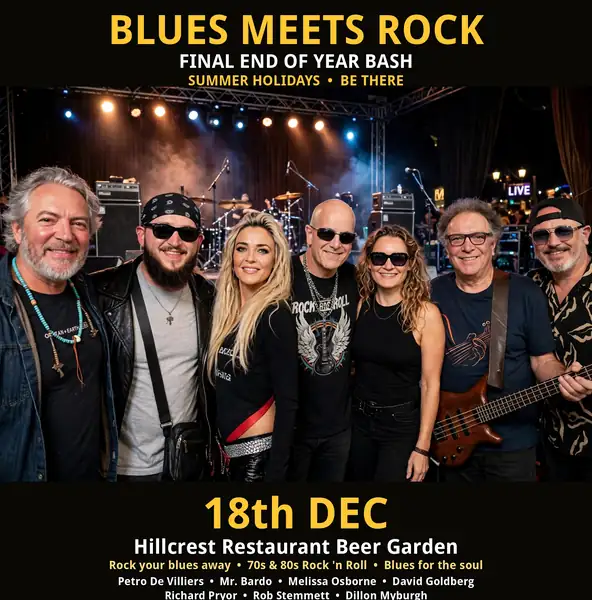 BLUES MEETS ROCK
FINAL END OF YEAR BASH
SUMMER HOLIDAYS • BE THERE
LIVE
ROCK
ROLL
18th DEC
Hillcrest Restaurant Beer Garden
Rock your blues away • 70s & 80s Rock 'n Roll • Blues for the soul
Petro De Villiers • Mr. Bardo • Melissa Osborne • David Goldberg
Richard Pryor • Rob Stemmett • Dillon Myburgh